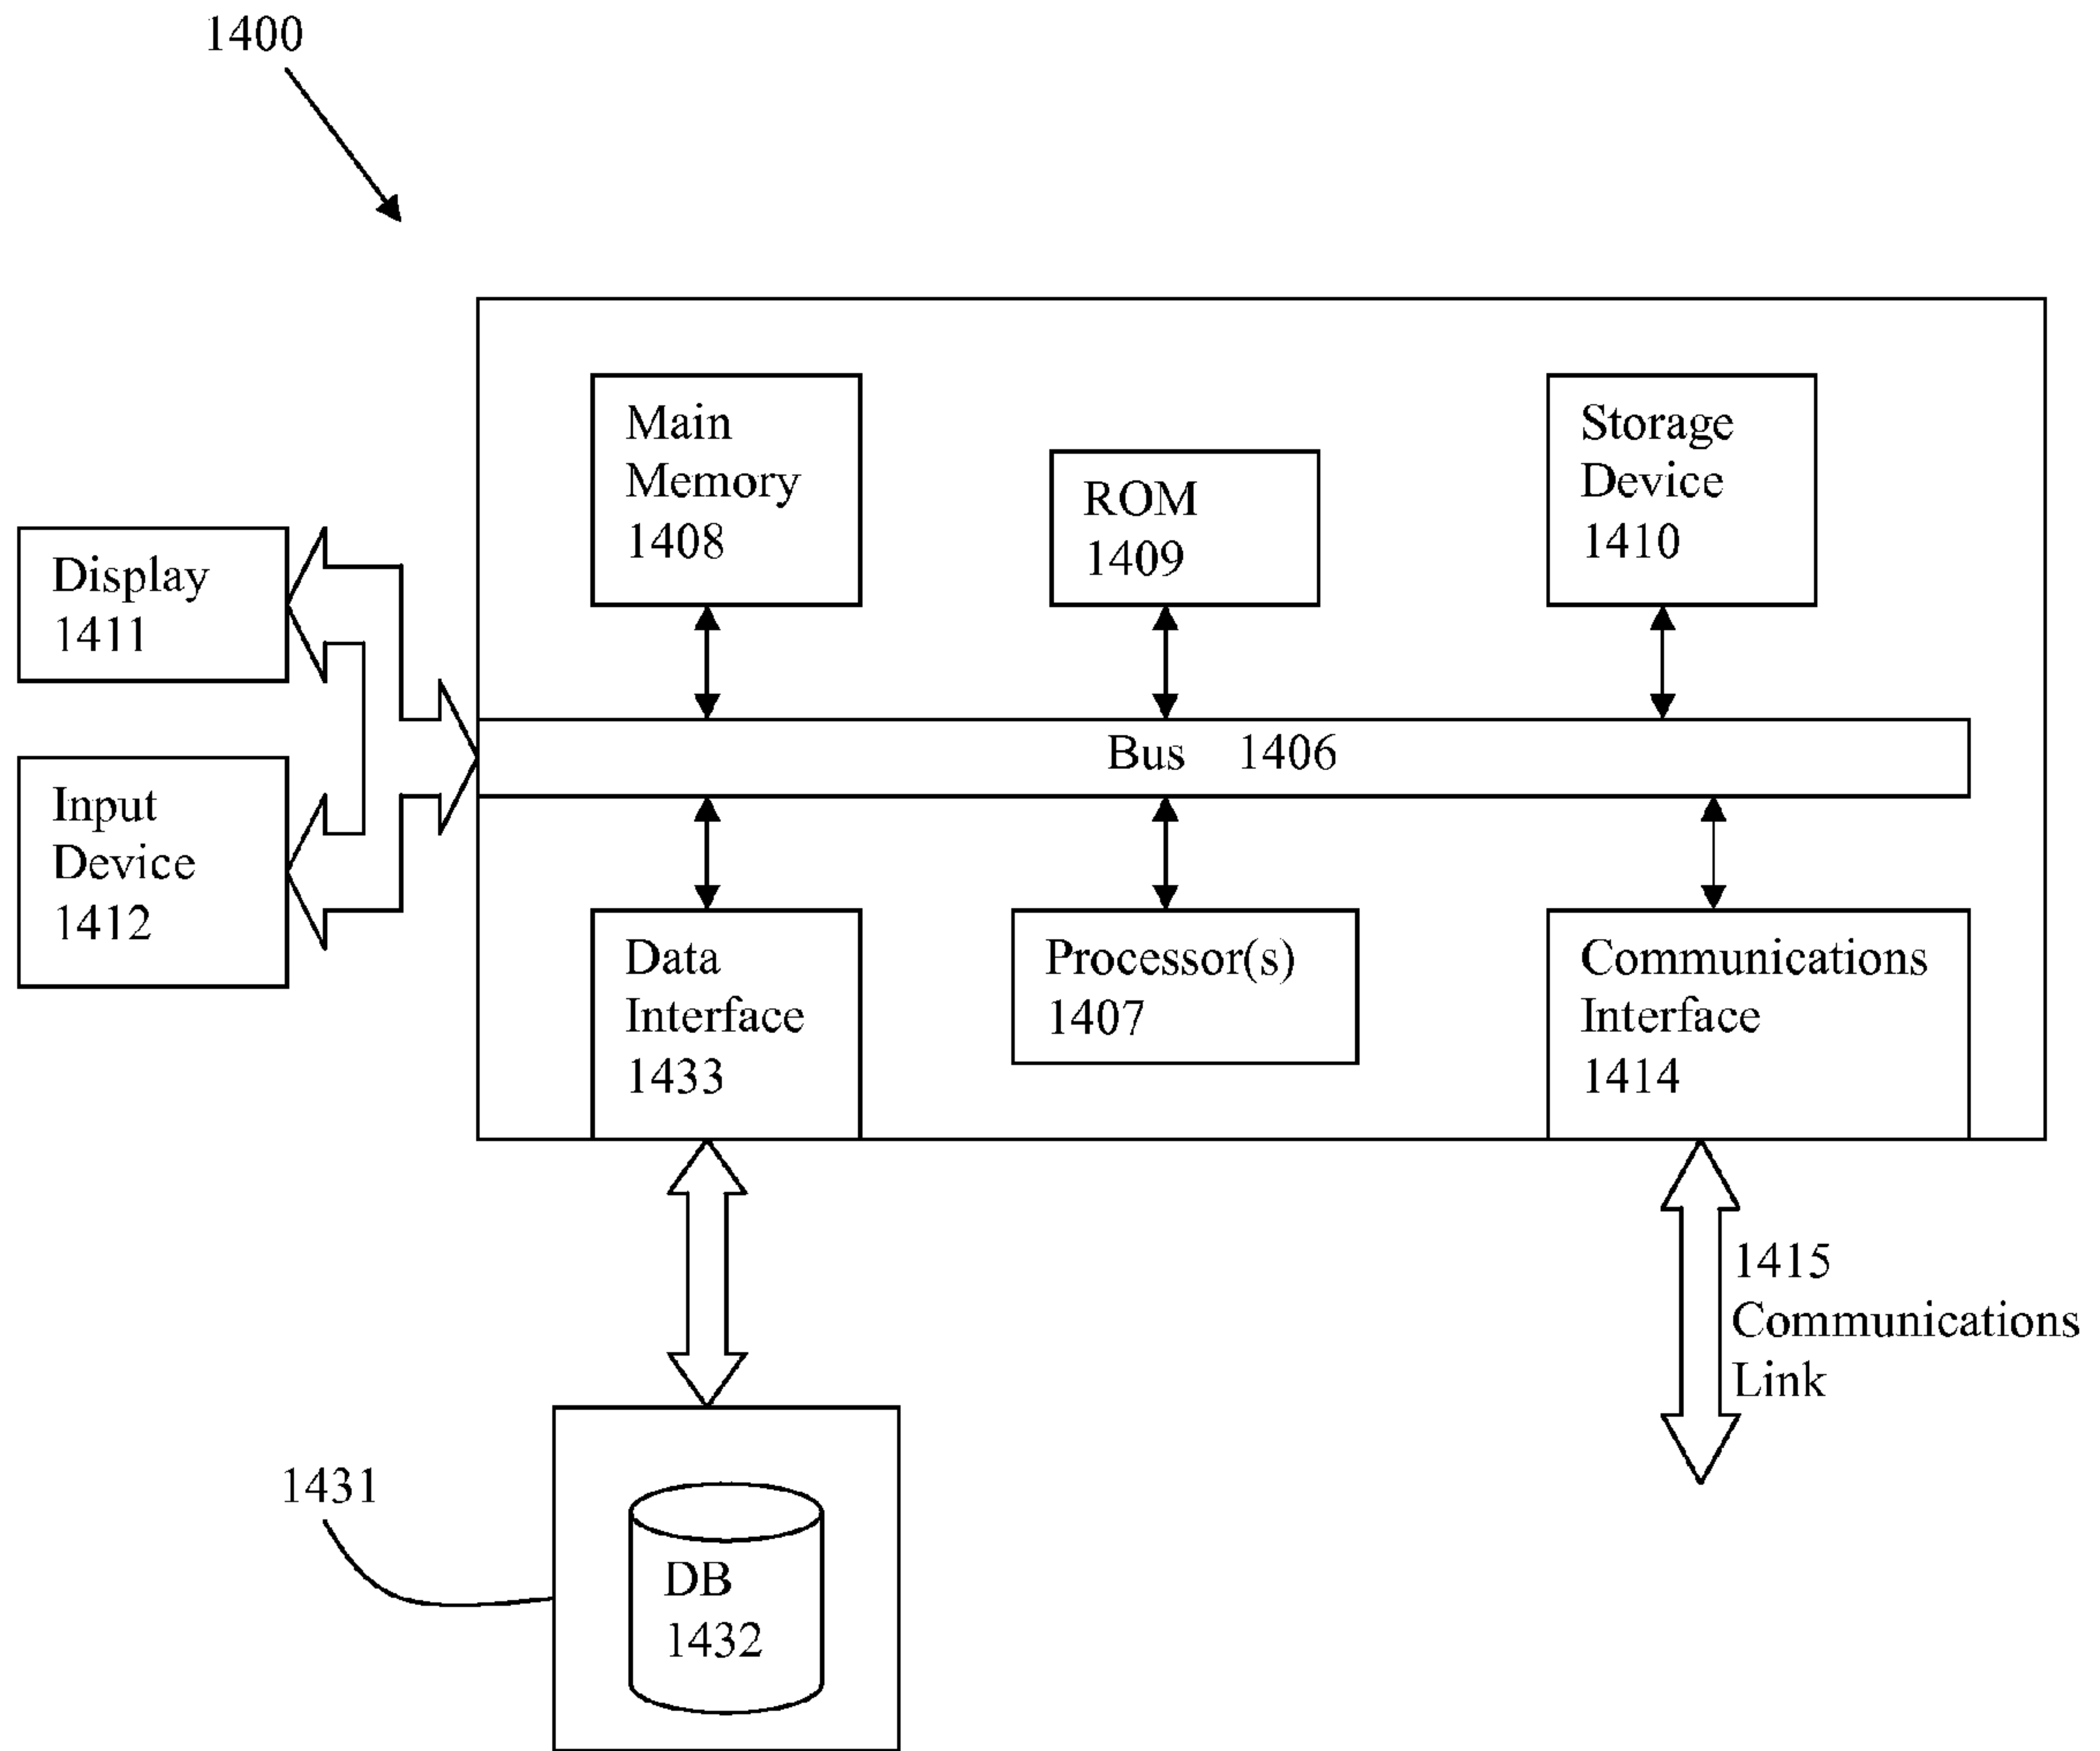 1400
Main
Memory
1408
ROM
1409
Storage
Device
1410
Display
1411
Bus 1406
Input
Device
1412
Data
Interface
1433
Processor(s)
1407
Communications
Interface
1414
1415
Communications
Link
1431
DB
1432